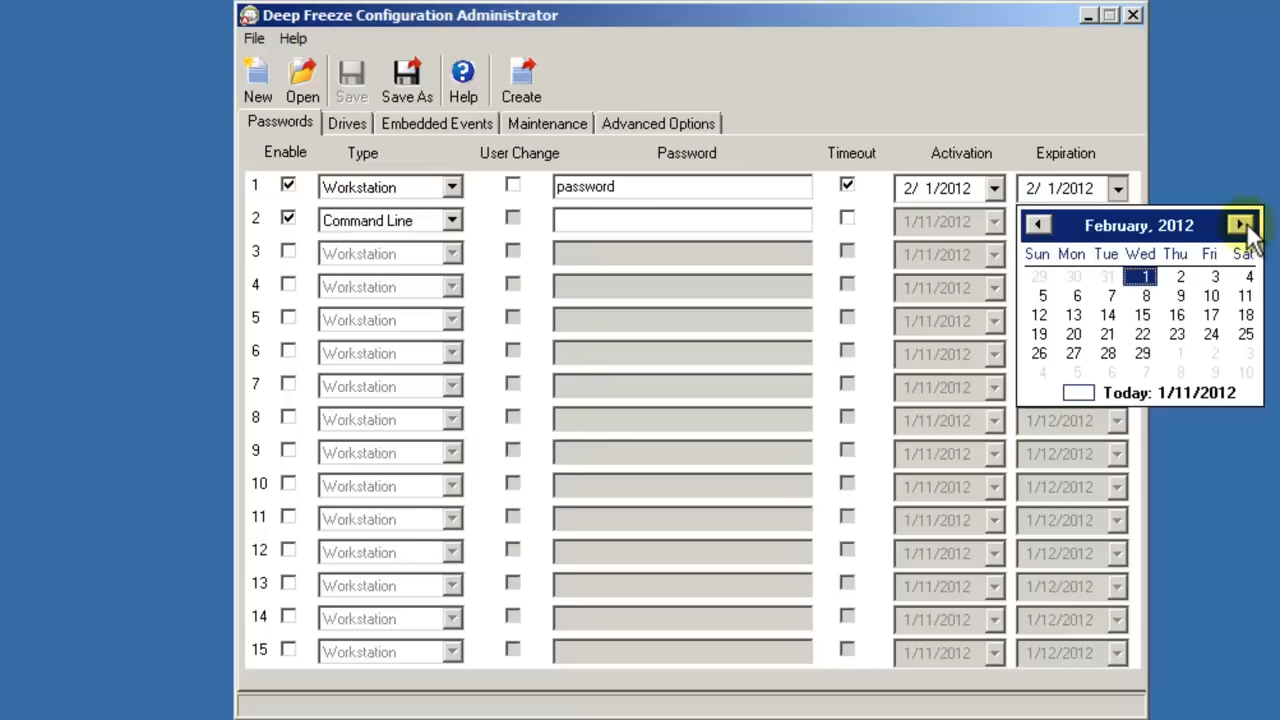 Deep Freeze Configuration Administrator
File Help
New Open Save Save As Help Create
Passwords Drives Embedded Events Maintenance Advanced Options
Enable Type User Change Password Timeout Activation Expiration
1 Workstation password 2/ 1/2012 2/ 1/2012
2 Command Line 1/11/2012
3 Workstation 1/11/2012
4 Workstation 1/11/2012
5 Workstation 1/11/2012
6 Workstation 1/11/2012
7 Workstation 1/11/2012
8 Workstation 1/11/2012 1/12/2012
9 Workstation 1/11/2012 1/12/2012
10 Workstation 1/11/2012 1/12/2012
11 Workstation 1/11/2012 1/12/2012
12 Workstation 1/11/2012 1/12/2012
13 Workstation 1/11/2012 1/12/2012
14 Workstation 1/11/2012 1/12/2012
15 Workstation 1/11/2012 1/12/2012
February, 2012
Sun Mon Tue Wed Thu Fri Sat
29 30 31 1 2 3 4
5 6 7 8 9 10 11
12 13 14 15 16 17 18
19 20 21 22 23 24 25
26 27 28 29 1 2 3
4 5 6 7 8 9 10
Today: 1/11/2012